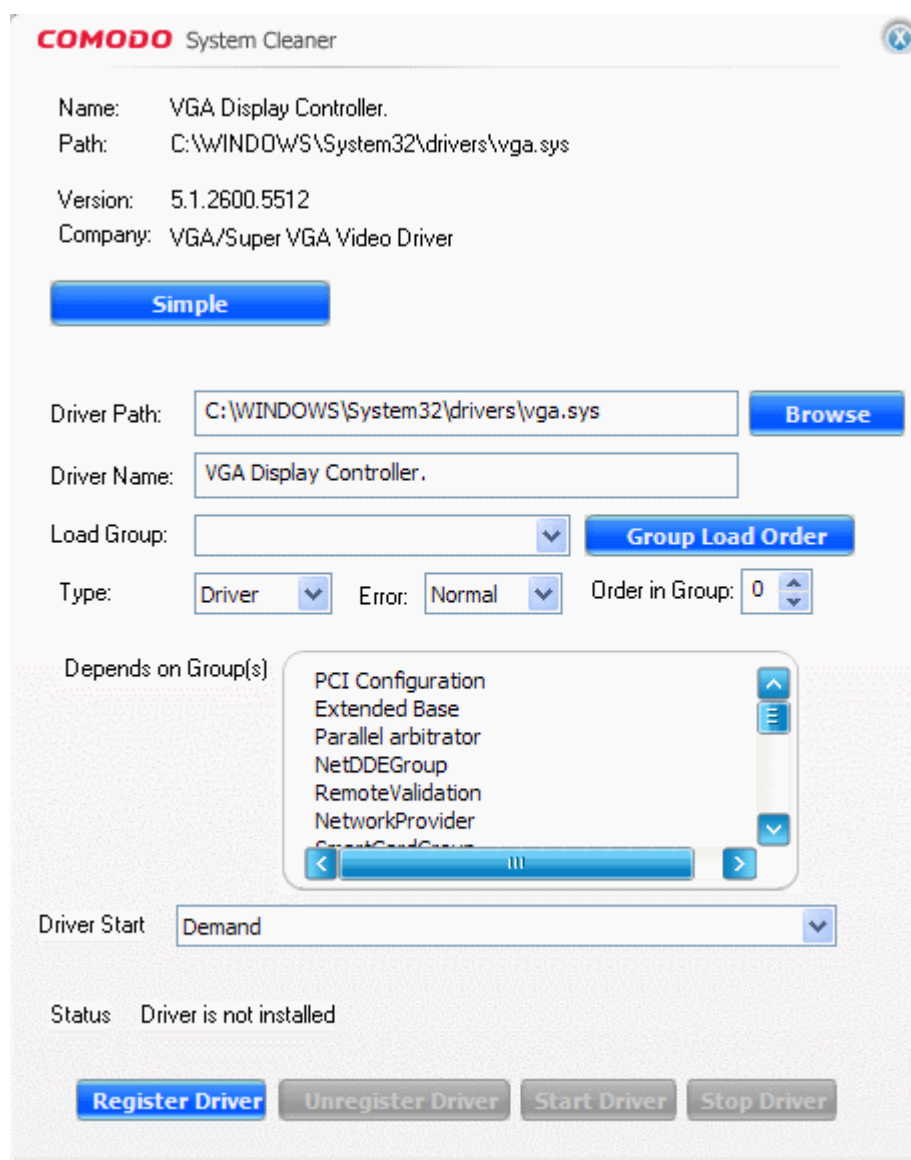 COMODO System Cleaner
Name: VGA Display Controller.
Path: C:\WINDOWS\System32\drivers\vga.sys
Version: 5.1.2600.5512
Company: VGA/Super VGA Video Driver
Simple
Driver Path: C:\WINDOWS\System32\drivers\vga.sys Browse
Driver Name: VGA Display Controller.
Load Group: Group Load Order
Type: Driver Error: Normal Order in Group: 0
Depends on Group(s)
PCI Configuration
Extended Base
Parallel arbitrator
NetDDEGroup
RemoteValidation
NetworkProvider
SmartCardGroup
Driver Start Demand
Status Driver is not installed
Register Driver Unregister Driver Start Driver Stop Driver